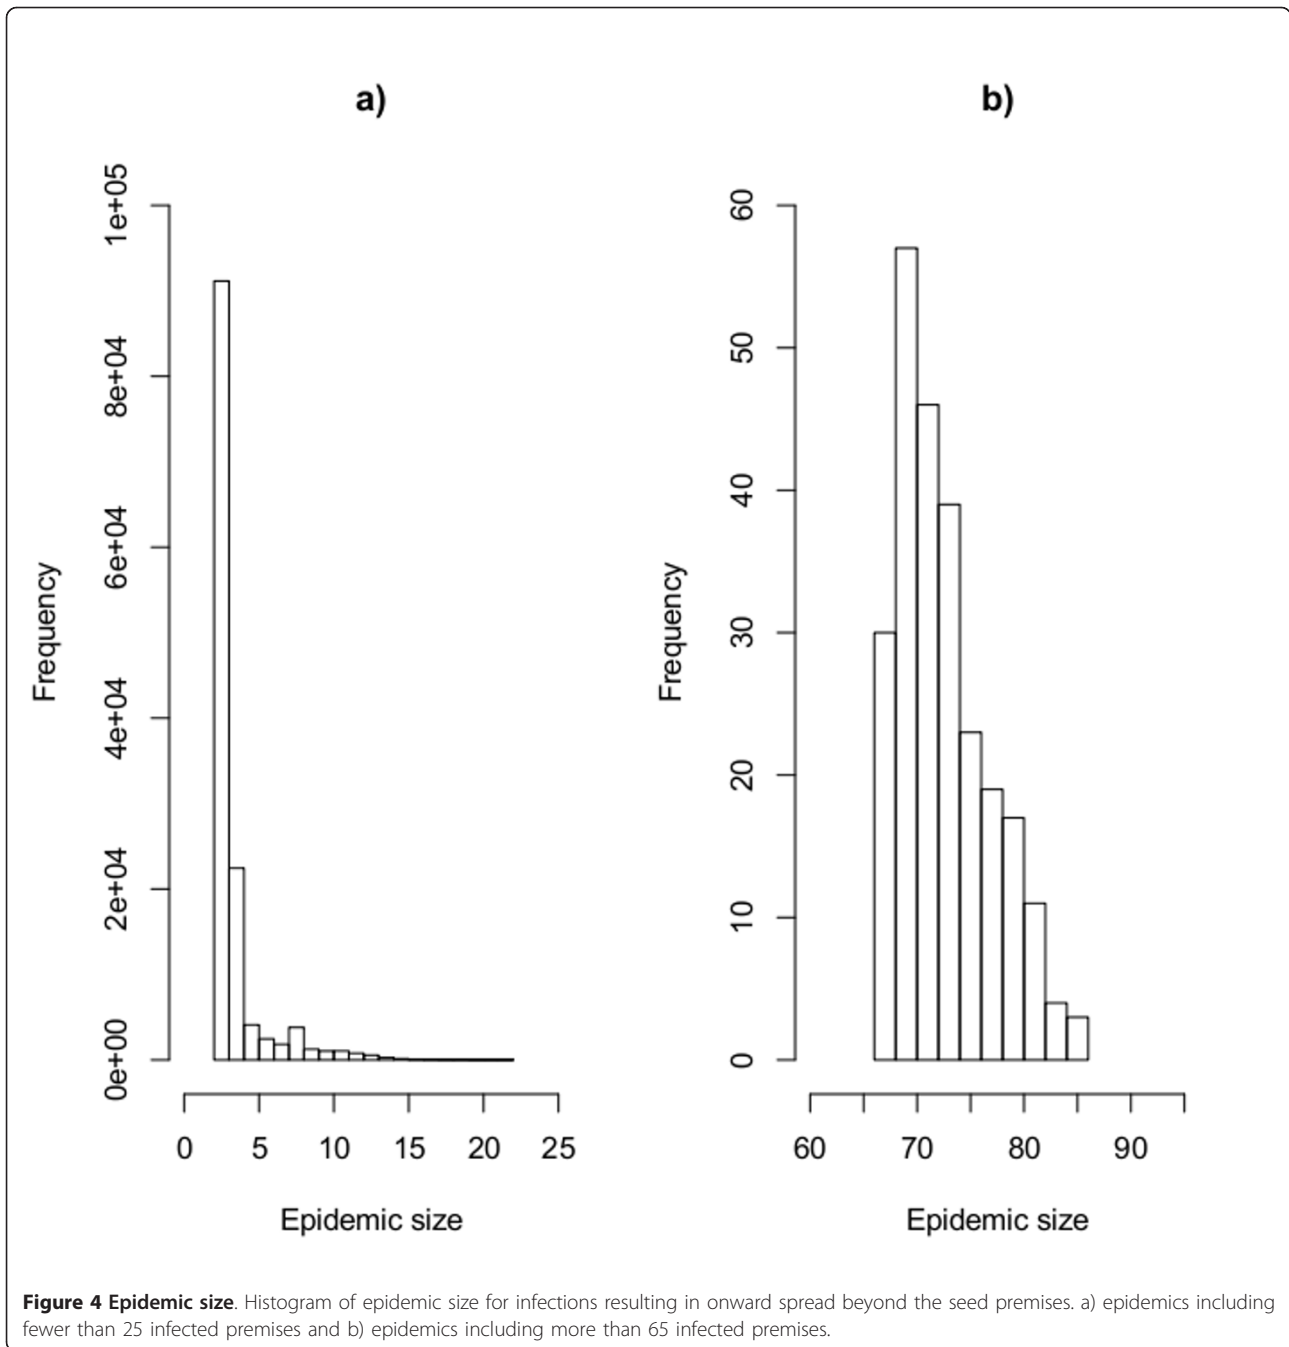 a)
Frequency
1e+05
8e+04
6e+04
4e+04
2e+04
0e+00
0 5 10 15 20 25
Epidemic size
b)
Frequency
60
50
40
30
20
10
0
60 70 80 90
Epidemic size
Figure 4 Epidemic size. Histogram of epidemic size for infections resulting in onward spread beyond the seed premises. a) epidemics including
fewer than 25 infected premises and b) epidemics including more than 65 infected premises.